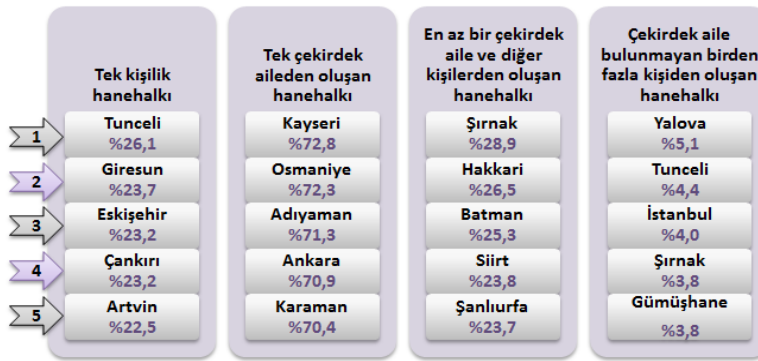 Tek kişilik
hanehalkı
Tek çekirdek
aileden oluşan
hanehalkı
En az bir çekirdek
aile ve diğer
kişilerden oluşan
hanehalkı
Çekirdek aile
bulunmayan birden
fazla kişiden oluşan
hanehalkı
1
Tunceli
%26,1
Kayseri
%72,8
Şırnak
%28,9
Yalova
%5,1
2
Giresun
%23,7
Osmaniye
%72,3
Hakkari
%26,5
Tunceli
%4,4
3
Eskişehir
%23,2
Adıyaman
%71,3
Batman
%25,3
İstanbul
%4,0
4
Çankırı
%23,2
Ankara
%70,9
Siirt
%23,8
Şırnak
%3,8
5
Artvin
%22,5
Karaman
%70,4
Şanlıurfa
%23,7
Gümüşhane
%3,8